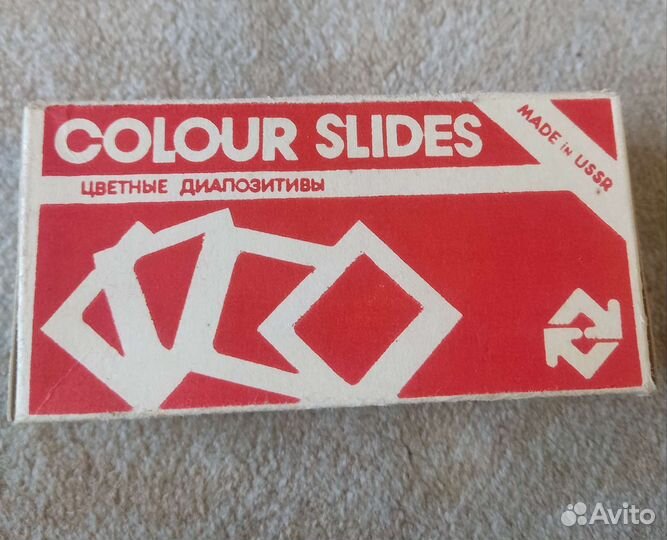 COLOUR SLIDES
MADE in USSR
ЦВЕТНЫЕ ДИАПОЗИТИВЫ
Avito